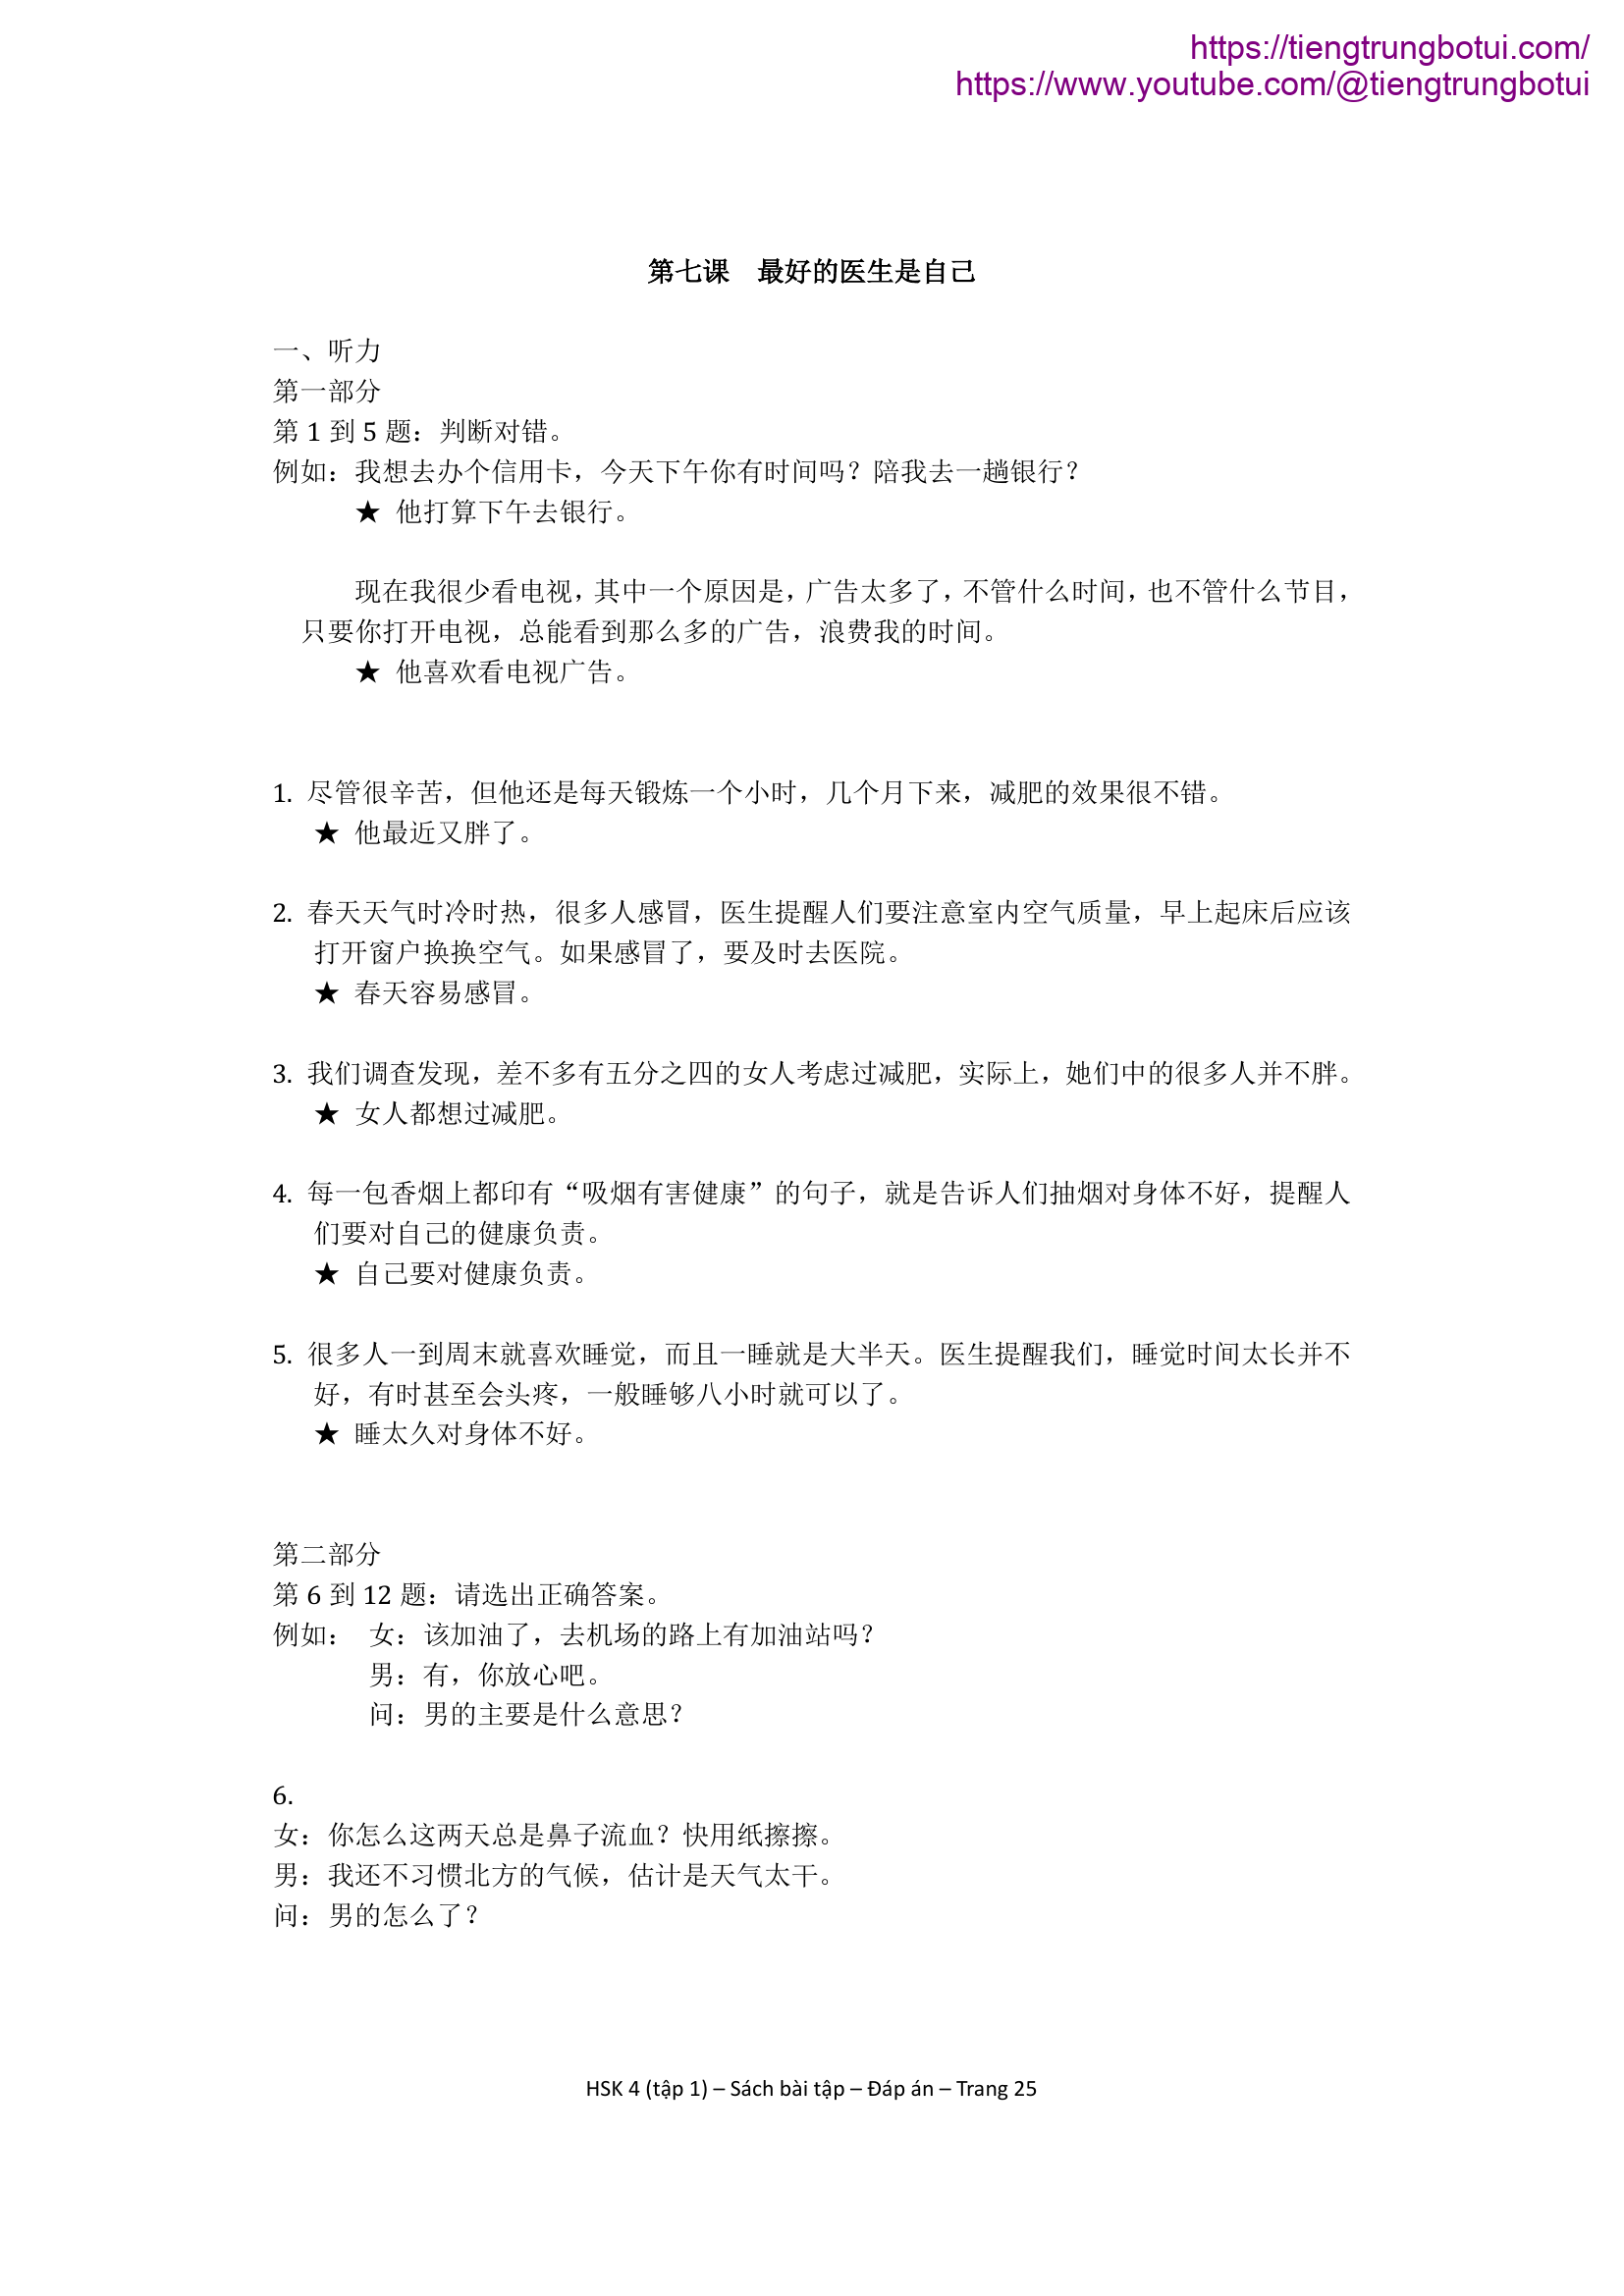 https://tiengtrungbotui.com/
https://www.youtube.com/@tiengtrungbotui
第七课　最好的医生是自己
一、听力
第一部分
第 1 到 5 题：判断对错。
例如：我想去办个信用卡，今天下午你有时间吗？陪我去一趟银行？
★ 他打算下午去银行。
现在我很少看电视，其中一个原因是，广告太多了，不管什么时间，也不管什么节目，
只要你打开电视，总能看到那么多的广告，浪费我的时间。
★ 他喜欢看电视广告。
1. 尽管很辛苦，但他还是每天锻炼一个小时，几个月下来，减肥的效果很不错。
★ 他最近又胖了。
2. 春天天气时冷时热，很多人感冒，医生提醒人们要注意室内空气质量，早上起床后应该
打开窗户换换空气。如果感冒了，要及时去医院。
★ 春天容易感冒。
3. 我们调查发现，差不多有五分之四的女人考虑过减肥，实际上，她们中的很多人并不胖。
★ 女人都想过减肥。
4. 每一包香烟上都印有“吸烟有害健康”的句子，就是告诉人们抽烟对身体不好，提醒人
们要对自己的健康负责。
★ 自己要对健康负责。
5. 很多人一到周末就喜欢睡觉，而且一睡就是大半天。医生提醒我们，睡觉时间太长并不
好，有时甚至会头疼，一般睡够八小时就可以了。
★ 睡太久对身体不好。
第二部分
第 6 到 12 题：请选出正确答案。
例如： 女：该加油了，去机场的路上有加油站吗？
男：有，你放心吧。
问：男的主要是什么意思？
6.
女：你怎么这两天总是鼻子流血？快用纸擦擦。
男：我还不习惯北方的气候，估计是天气太干。
问：男的怎么了？
HSK 4 (tập 1) – Sách bài tập – Đáp án – Trang 25